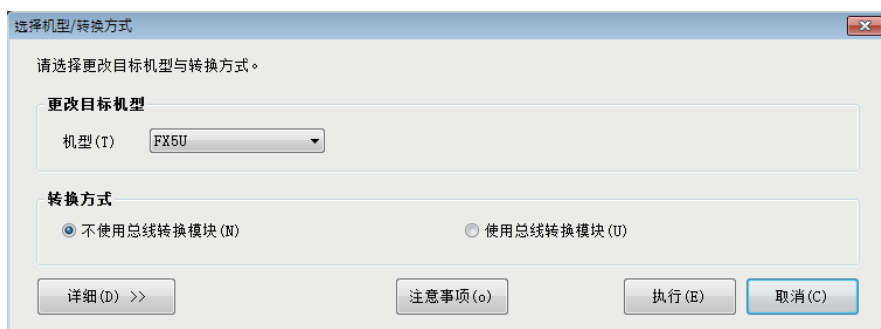 选择机型/转换方式
请选择更改目标机型与转换方式。
更改目标机型
机型(T) FX5U
转换方式
不使用总线转换模块(N) 使用总线转换模块(U)
详细(D) >> 注意事项(o) 执行(E) 取消(C)